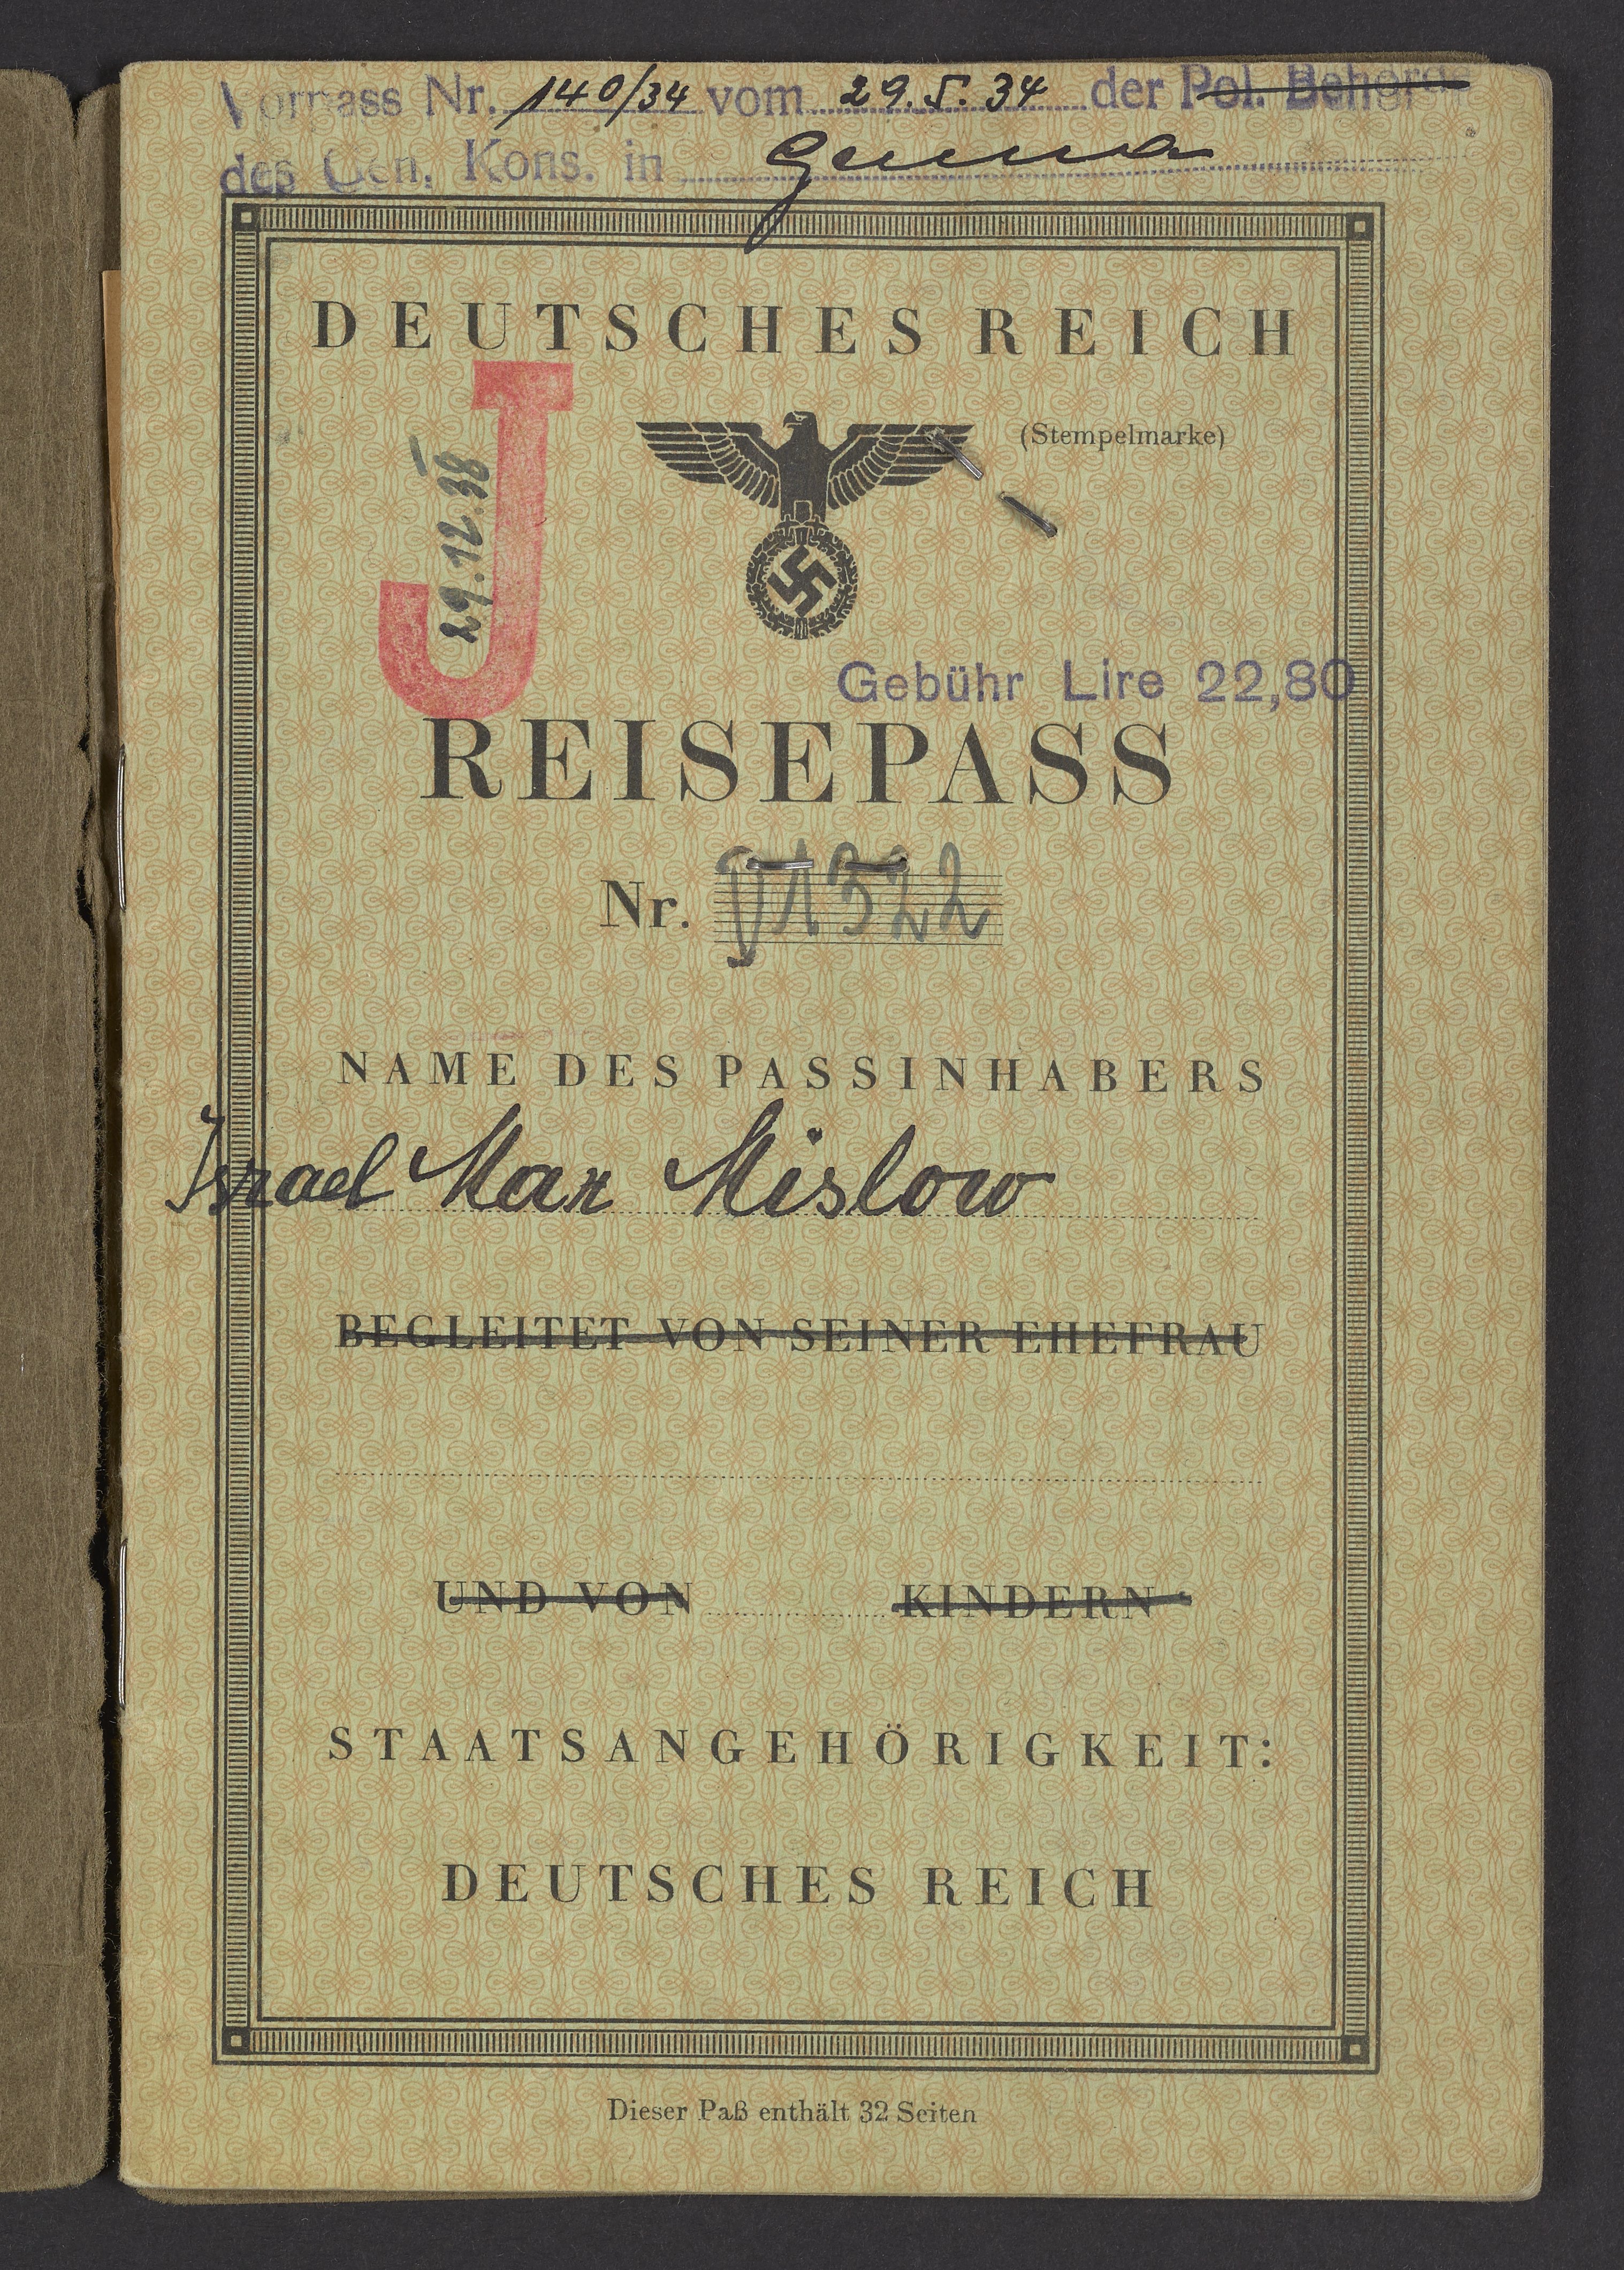 Vorpass Nr. 140/34 vom 29.5.34 der Pol. Behörde
des Gen. Kons. in Genua
DEUTSCHES REICH
J
29.12.38
(Stempelmarke)
Gebühr Lire 22,80
REISEPASS
Nr. D1322
NAME DES PASSINHABERS
Israel Max Mislow
BEGLEITET VON SEINER EHEFRAU
UND VON KINDERN
STAATSANGEHÖRIGKEIT:
DEUTSCHES REICH
Dieser Paß enthält 32 Seiten